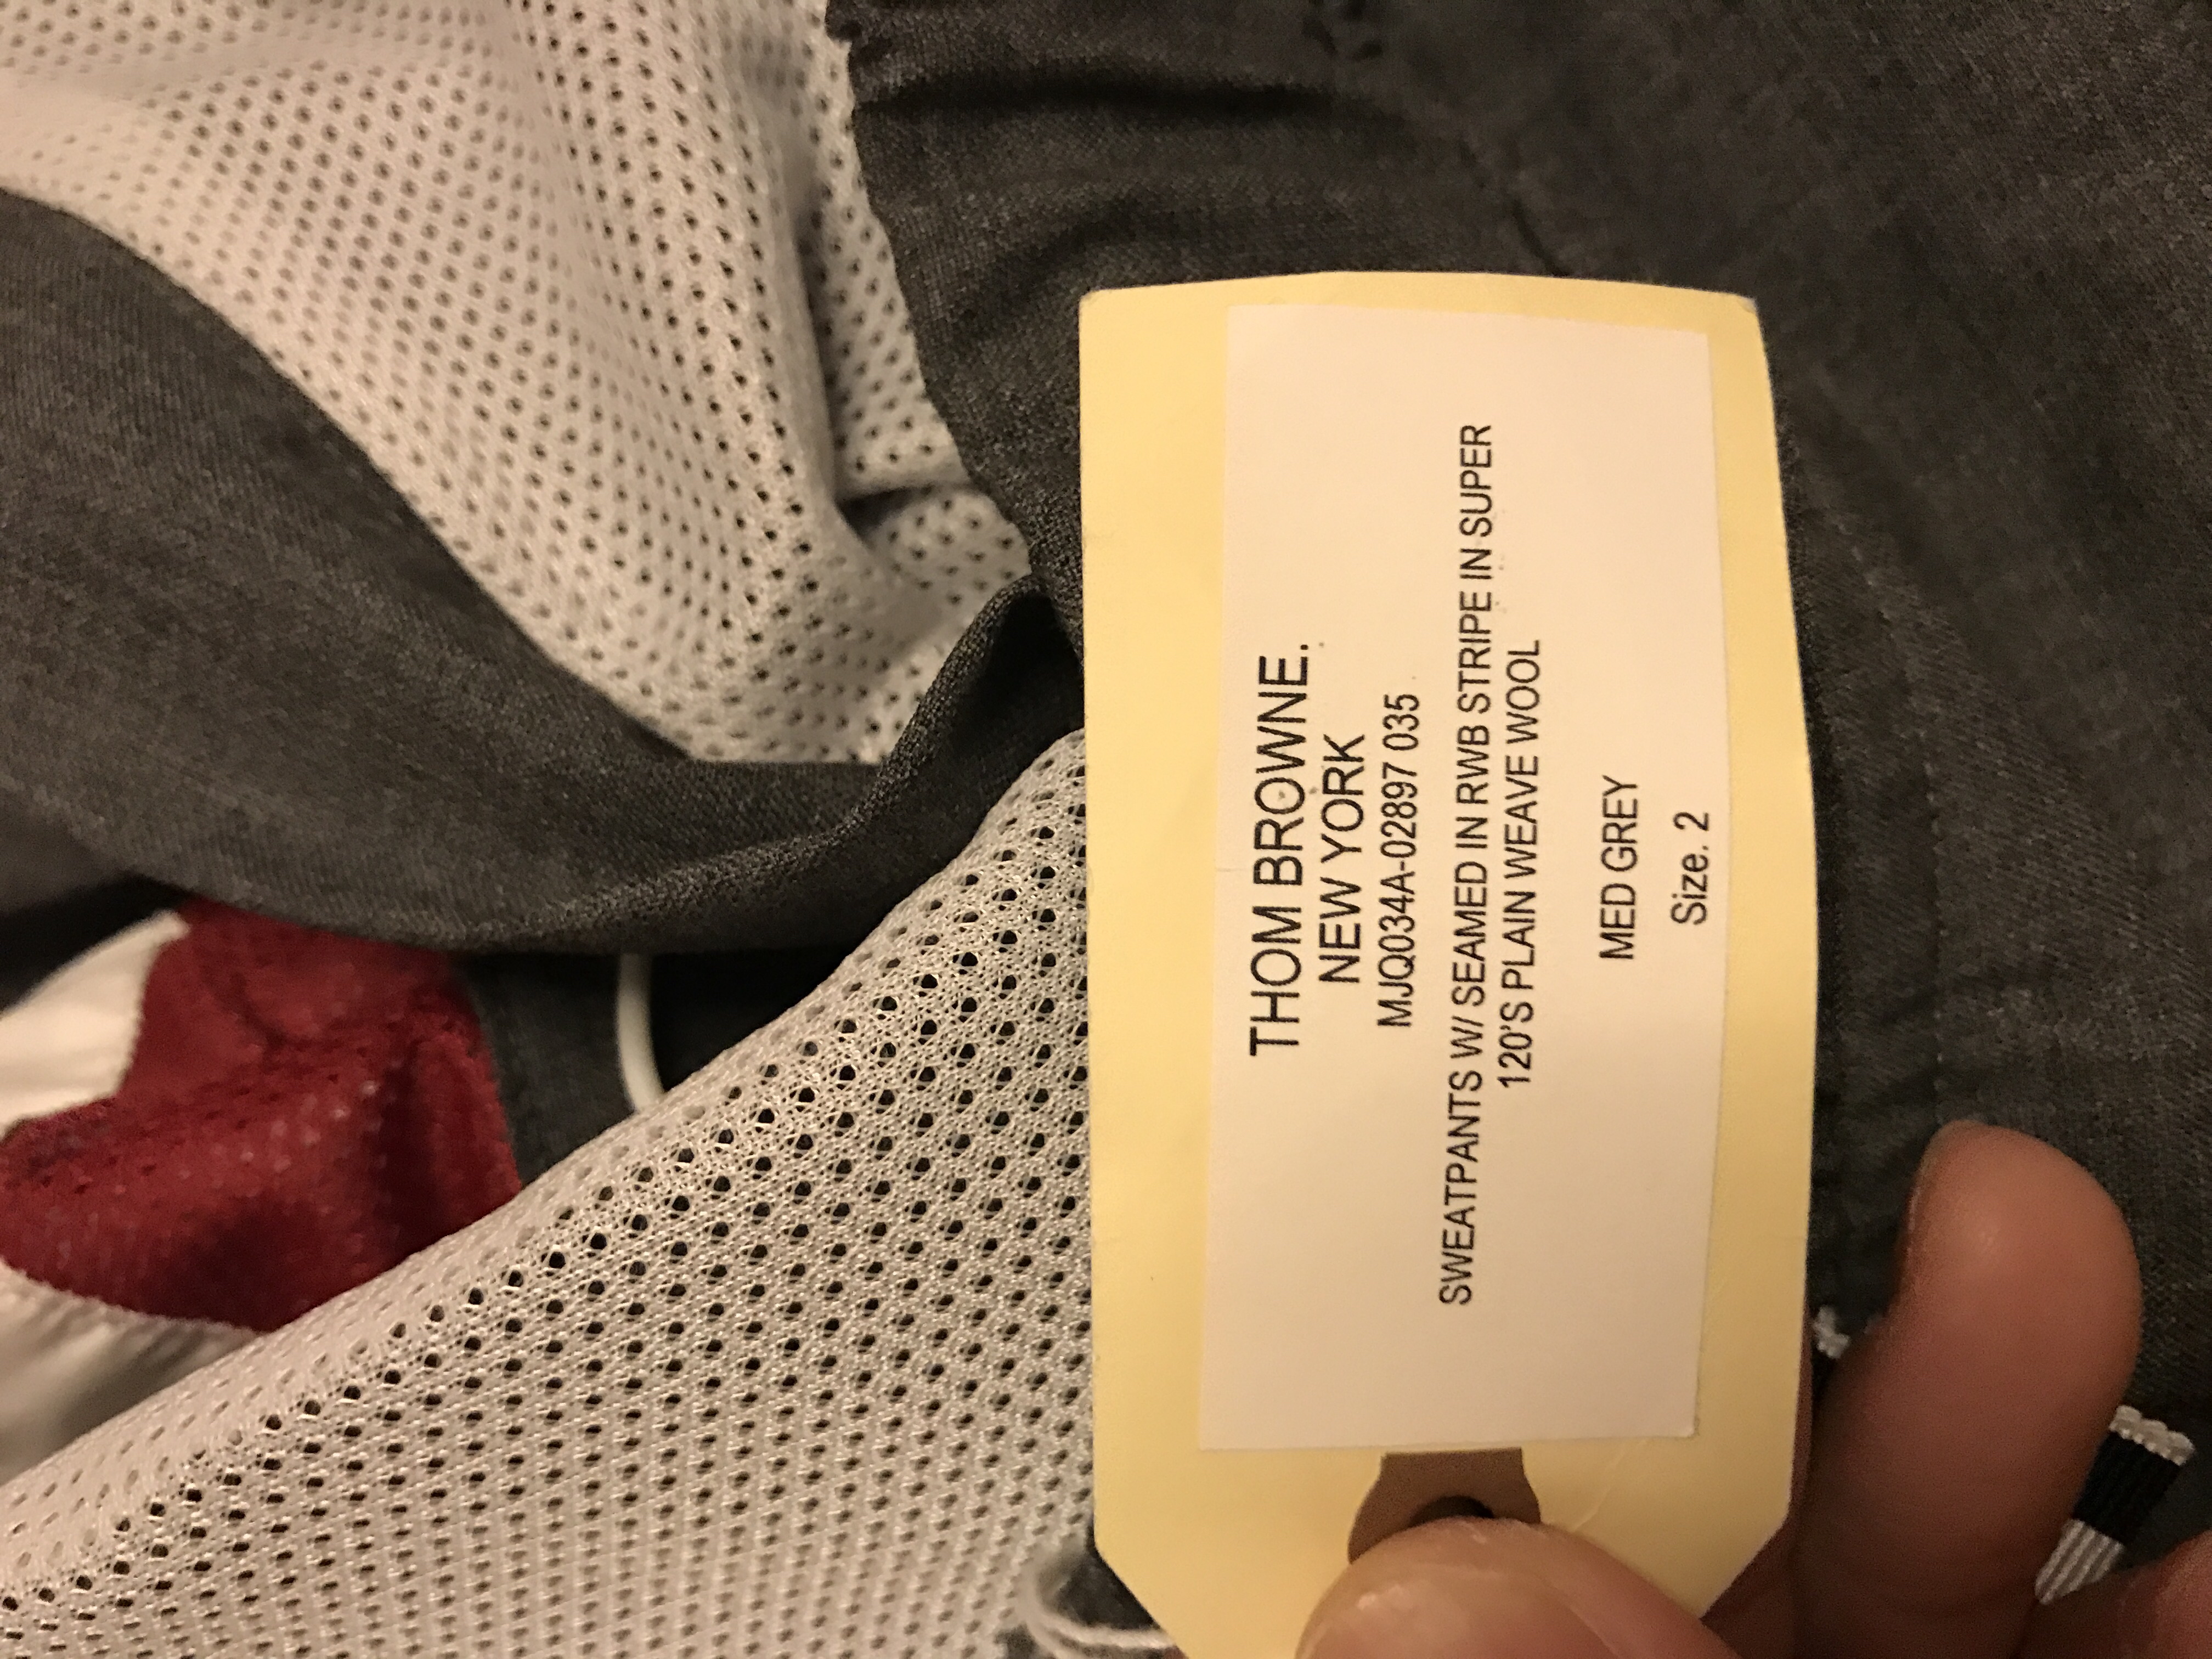 THOM BROWNE.
NEW YORK
MJQ034A-02897 035
SWEATPANTS W/ SEAMED IN RWB STRIPE IN SUPER
120'S PLAIN WEAVE WOOL
MED GREY
Size. 2